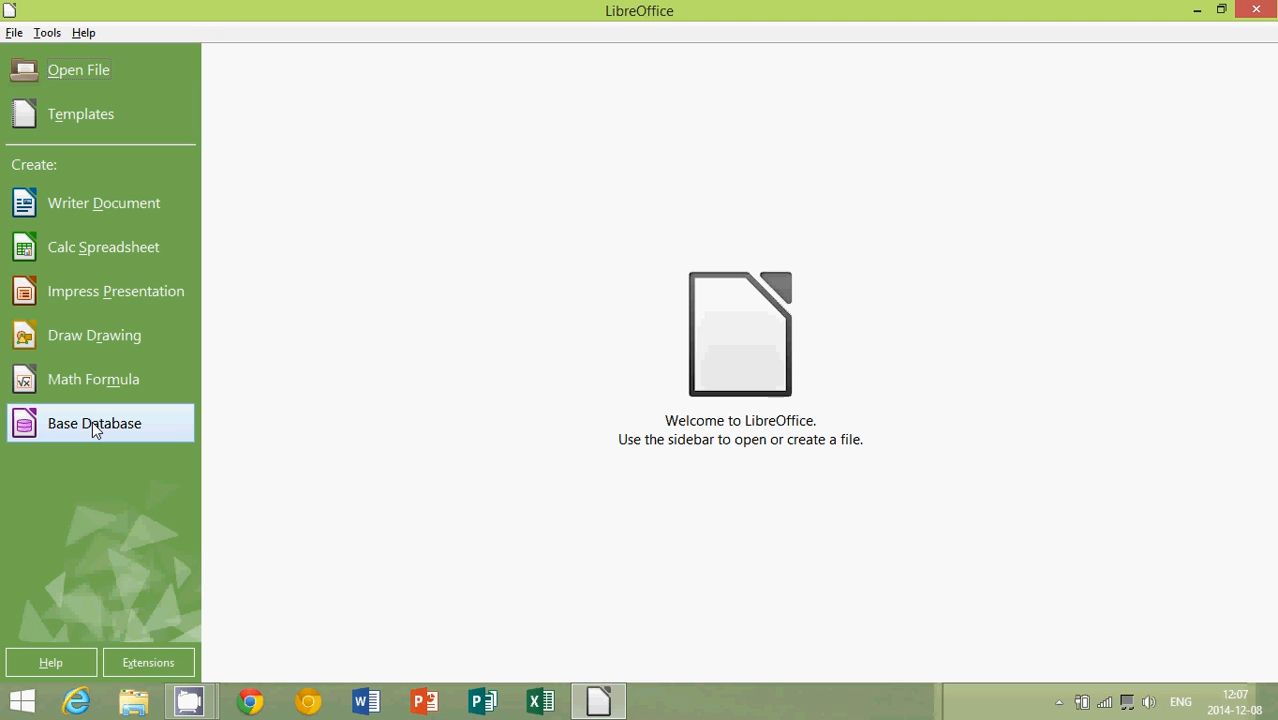 LibreOffice
File Tools Help
Open File
Templates
Create:
Writer Document
Calc Spreadsheet
Impress Presentation
Draw Drawing
Math Formula
Base Database
Welcome to LibreOffice.
Use the sidebar to open or create a file.
Help Extensions
ENG
12:07
2014-12-08